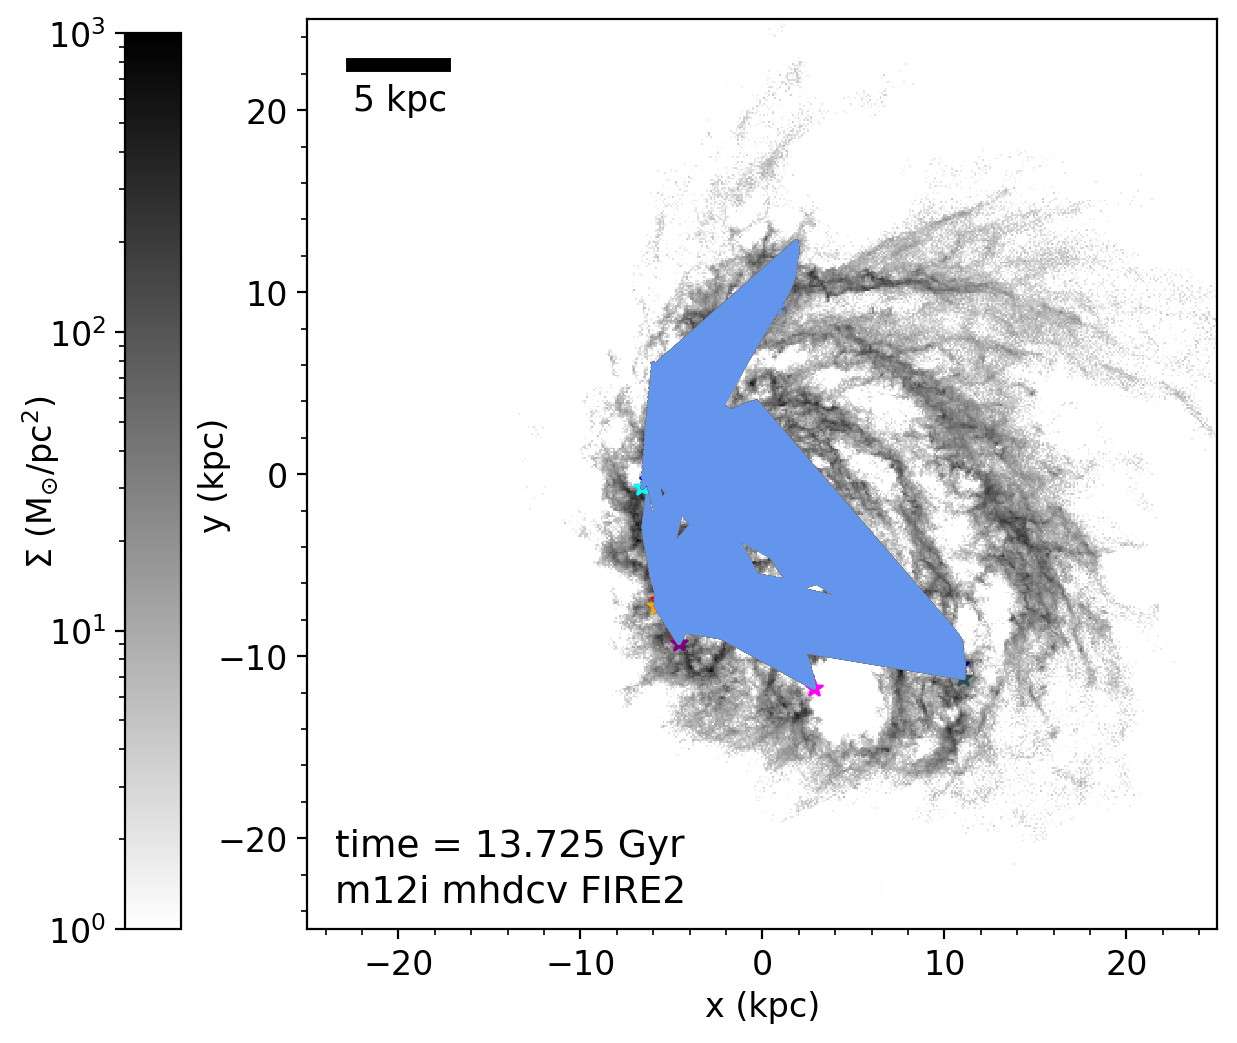 10³
10²
10¹
10⁰
Σ (M☉/pc²)
20
10
0
−10
−20
y (kpc)
5 kpc
time = 13.725 Gyr
m12i mhdcv FIRE2
−20 −10 0 10 20
x (kpc)